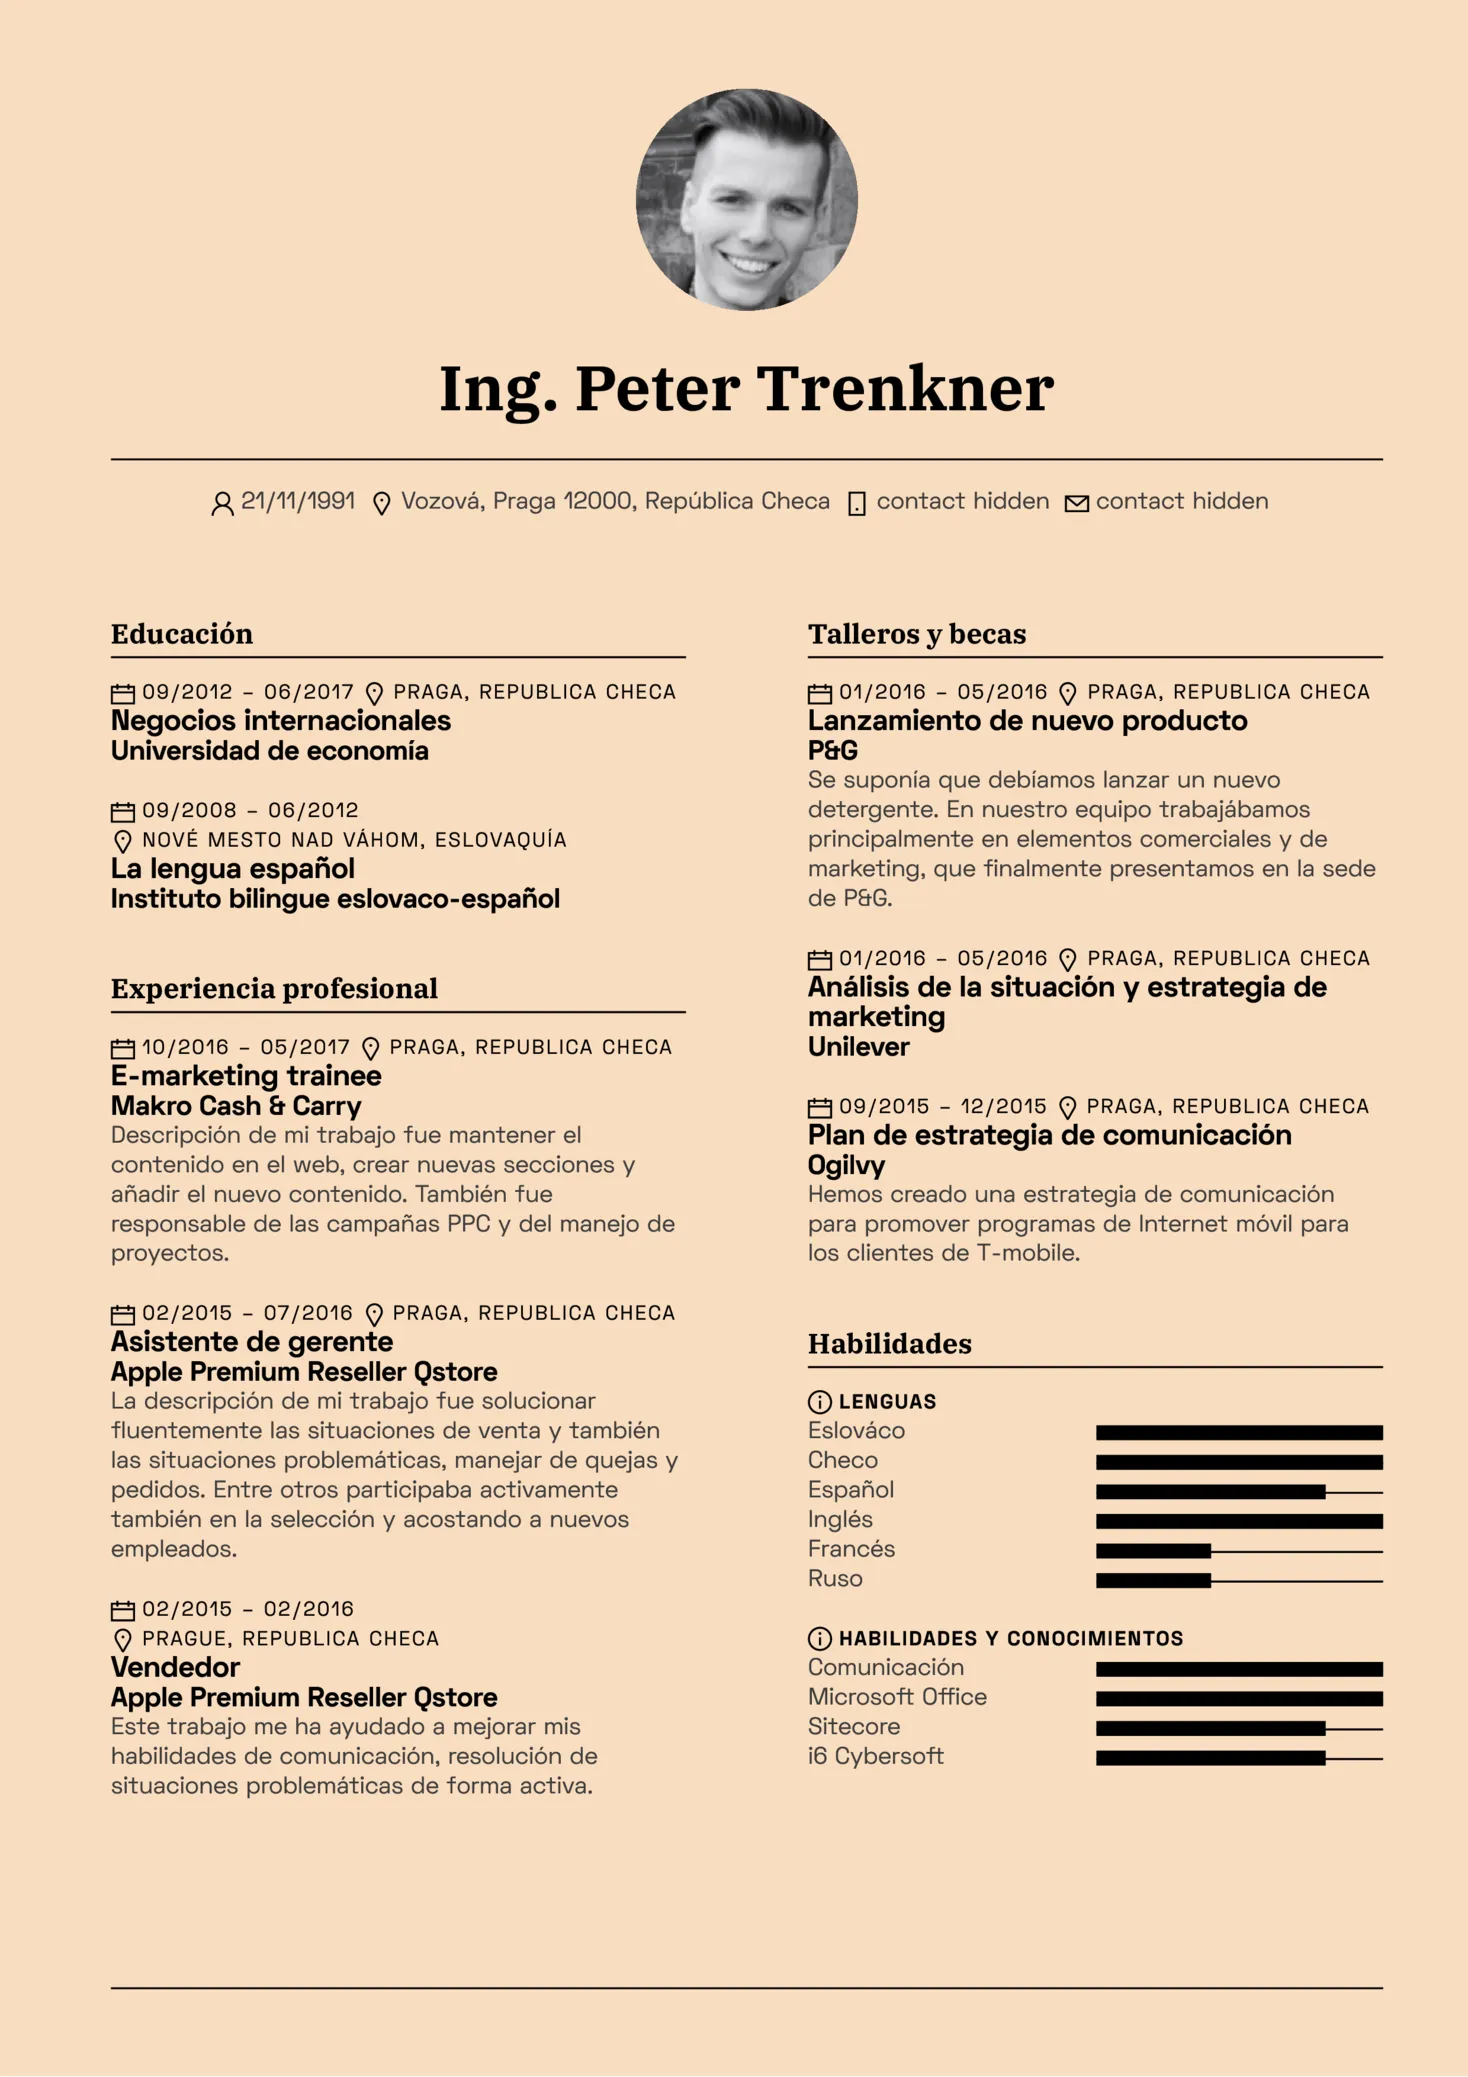 Ing. Peter Trenkner
21/11/1991 Vozová, Praga 12000, República Checa contact hidden contact hidden
Educación
09/2012 – 06/2017 PRAGA, REPUBLICA CHECA
Negocios internacionales
Universidad de economía
09/2008 – 06/2012
NOVÉ MESTO NAD VÁHOM, ESLOVAQUÍA
La lengua español
Instituto bilingue eslovaco-español
Experiencia profesional
10/2016 – 05/2017 PRAGA, REPUBLICA CHECA
E-marketing trainee
Makro Cash & Carry
Descripción de mi trabajo fue mantener el
contenido en el web, crear nuevas secciones y
añadir el nuevo contenido. También fue
responsable de las campañas PPC y del manejo de
proyectos.
02/2015 – 07/2016 PRAGA, REPUBLICA CHECA
Asistente de gerente
Apple Premium Reseller Qstore
La descripción de mi trabajo fue solucionar
fluentemente las situaciones de venta y también
las situaciones problemáticas, manejar de quejas y
pedidos. Entre otros participaba activamente
también en la selección y acostando a nuevos
empleados.
02/2015 – 02/2016
PRAGUE, REPUBLICA CHECA
Vendedor
Apple Premium Reseller Qstore
Este trabajo me ha ayudado a mejorar mis
habilidades de comunicación, resolución de
situaciones problemáticas de forma activa.
Talleros y becas
01/2016 – 05/2016 PRAGA, REPUBLICA CHECA
Lanzamiento de nuevo producto
P&G
Se suponía que debíamos lanzar un nuevo
detergente. En nuestro equipo trabajábamos
principalmente en elementos comerciales y de
marketing, que finalmente presentamos en la sede
de P&G.
01/2016 – 05/2016 PRAGA, REPUBLICA CHECA
Análisis de la situación y estrategia de
marketing
Unilever
09/2015 – 12/2015 PRAGA, REPUBLICA CHECA
Plan de estrategia de comunicación
Ogilvy
Hemos creado una estrategia de comunicación
para promover programas de Internet móvil para
los clientes de T-mobile.
Habilidades
LENGUAS
Eslováco
Checo
Español
Inglés
Francés
Ruso
HABILIDADES Y CONOCIMIENTOS
Comunicación
Microsoft Office
Sitecore
i6 Cybersoft